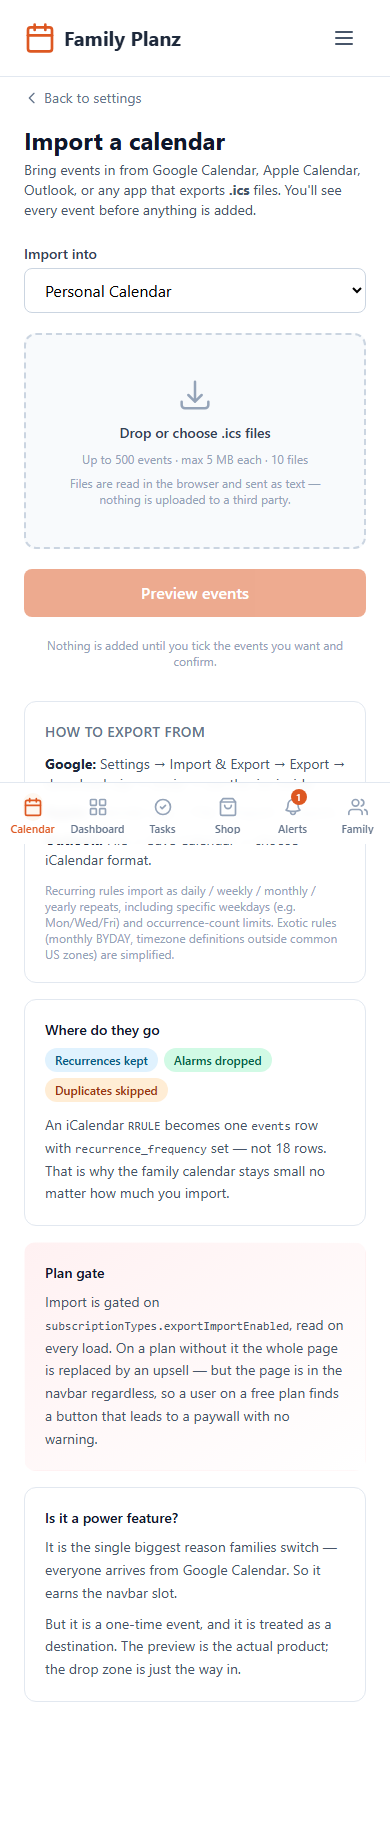 Family Planz
Back to settings
Import a calendar
Bring events in from Google Calendar, Apple Calendar,
Outlook, or any app that exports .ics files. You'll see
every event before anything is added.
Import into
Personal Calendar
Drop or choose .ics files
Up to 500 events · max 5 MB each · 10 files
Files are read in the browser and sent as text —
nothing is uploaded to a third party.
Preview events
Nothing is added until you tick the events you want and
confirm.
HOW TO EXPORT FROM
Google: Settings → Import & Export → Export →
1
Calendar Dashboard Tasks Shop Alerts Family
iCalendar format.
Recurring rules import as daily / weekly / monthly /
yearly repeats, including specific weekdays (e.g.
Mon/Wed/Fri) and occurrence-count limits. Exotic rules
(monthly BYDAY, timezone definitions outside common
US zones) are simplified.
Where do they go
Recurrences kept Alarms dropped
Duplicates skipped
An iCalendar RRULE becomes one events row
with recurrence_frequency set — not 18 rows.
That is why the family calendar stays small no
matter how much you import.
Plan gate
Import is gated on
subscriptionTypes.exportImportEnabled, read on
every load. On a plan without it the whole page
is replaced by an upsell — but the page is in the
navbar regardless, so a user on a free plan finds
a button that leads to a paywall with no
warning.
Is it a power feature?
It is the single biggest reason families switch —
everyone arrives from Google Calendar. So it
earns the navbar slot.
But it is a one-time event, and it is treated as a
destination. The preview is the actual product;
the drop zone is just the way in.